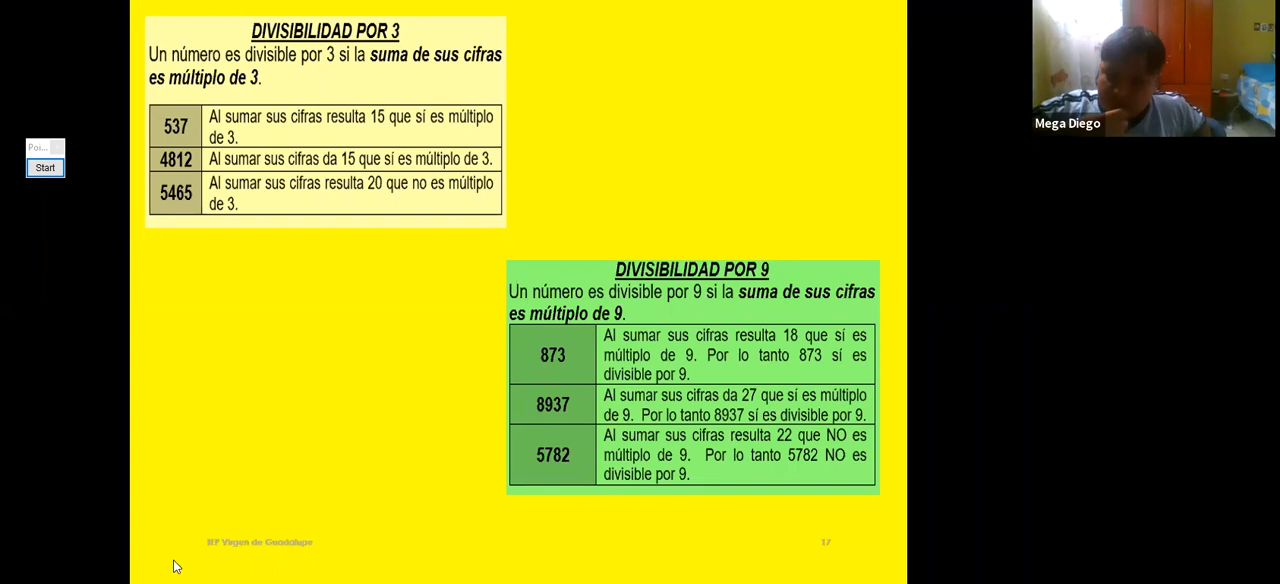 DIVISIBILIDAD POR 3
Un número es divisible por 3 si la suma de sus cifras
es múltiplo de 3.
537
Al sumar sus cifras resulta 15 que sí es múltiplo
de 3.
4812
Al sumar sus cifras da 15 que sí es múltiplo de 3.
5465
Al sumar sus cifras resulta 20 que no es múltiplo
de 3.
Poi...
Start
Mega Diego
DIVISIBILIDAD POR 9
Un número es divisible por 9 si la suma de sus cifras
es múltiplo de 9.
873
Al sumar sus cifras resulta 18 que sí es
múltiplo de 9. Por lo tanto 873 sí es
divisible por 9.
8937
Al sumar sus cifras da 27 que sí es múltiplo
de 9. Por lo tanto 8937 sí es divisible por 9.
5782
Al sumar sus cifras resulta 22 que NO es
múltiplo de 9. Por lo tanto 5782 NO es
divisible por 9.
IEP Virgen de Guadalupe
17